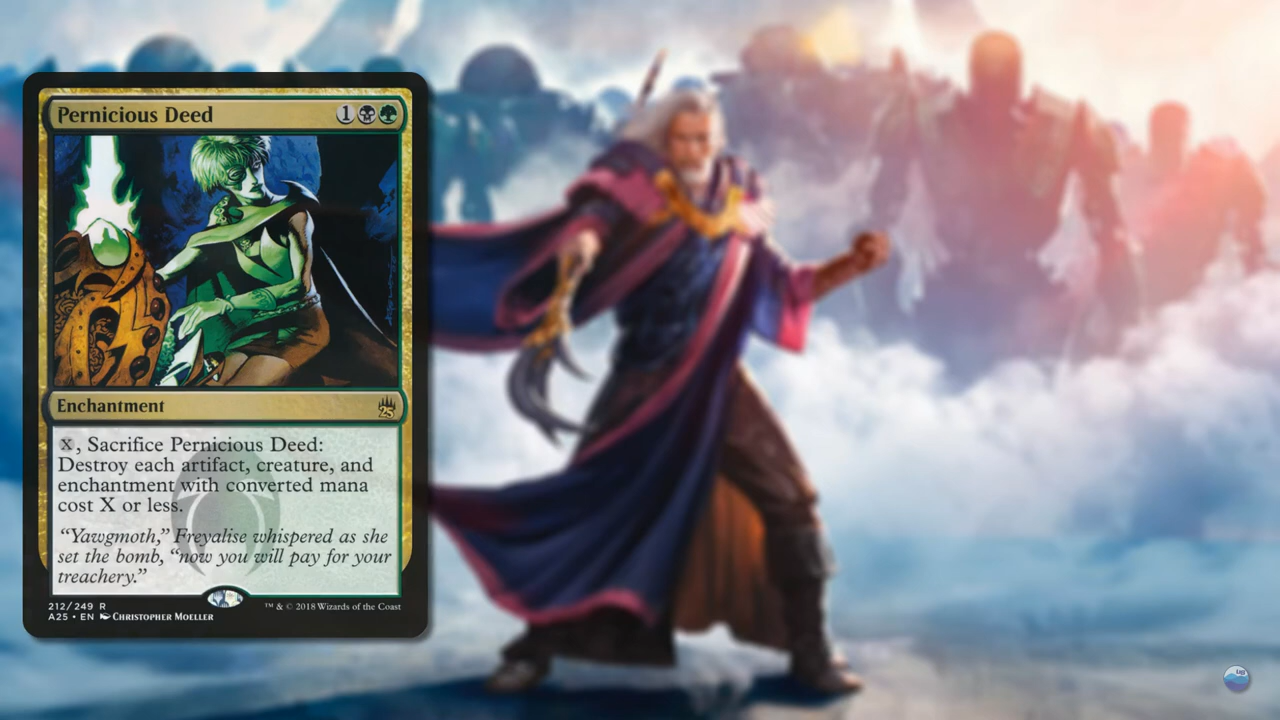 Pernicious Deed 1
Enchantment 25
X, Sacrifice Pernicious Deed:
Destroy each artifact, creature, and
enchantment with converted mana
cost X or less.
“Yawgmoth,” Freyalise whispered as she
set the bomb, “now you will pay for your
treachery.”
212/249 R
™ & © 2018 Wizards of the Coast
A25 • EN Christopher Moeller